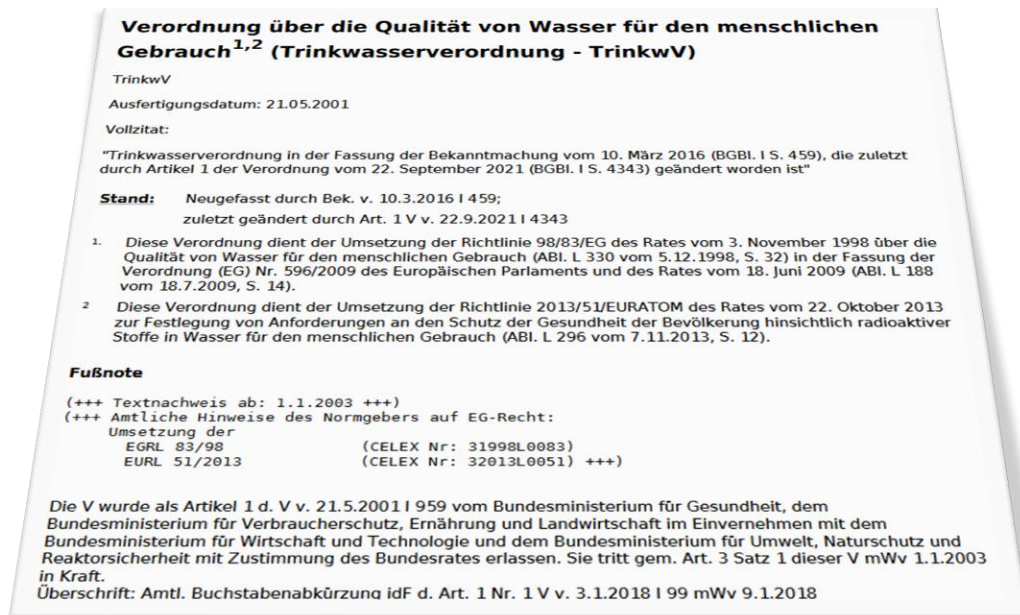 Verordnung über die Qualität von Wasser für den menschlichen
Gebrauch1,2 (Trinkwasserverordnung - TrinkwV)
TrinkwV
Ausfertigungsdatum: 21.05.2001
Vollzitat:
"Trinkwasserverordnung in der Fassung der Bekanntmachung vom 10. März 2016 (BGBl. I S. 459), die zuletzt
durch Artikel 1 der Verordnung vom 22. September 2021 (BGBl. I S. 4343) geändert worden ist"
Stand: Neugefasst durch Bek. v. 10.3.2016 I 459;
zuletzt geändert durch Art. 1 V v. 22.9.2021 I 4343
1. Diese Verordnung dient der Umsetzung der Richtlinie 98/83/EG des Rates vom 3. November 1998 über die
Qualität von Wasser für den menschlichen Gebrauch (ABl. L 330 vom 5.12.1998, S. 32) in der Fassung der
Verordnung (EG) Nr. 596/2009 des Europäischen Parlaments und des Rates vom 18. Juni 2009 (ABl. L 188
vom 18.7.2009, S. 14).
2 Diese Verordnung dient der Umsetzung der Richtlinie 2013/51/EURATOM des Rates vom 22. Oktober 2013
zur Festlegung von Anforderungen an den Schutz der Gesundheit der Bevölkerung hinsichtlich radioaktiver
Stoffe in Wasser für den menschlichen Gebrauch (ABl. L 296 vom 7.11.2013, S. 12).
Fußnote
(+++ Textnachweis ab: 1.1.2003 +++)
(+++ Amtliche Hinweise des Normgebers auf EG-Recht:
Umsetzung der
EGRL 83/98 (CELEX Nr: 31998L0083)
EURL 51/2013 (CELEX Nr: 32013L0051) +++)
Die V wurde als Artikel 1 d. V v. 21.5.2001 I 959 vom Bundesministerium für Gesundheit, dem
Bundesministerium für Verbraucherschutz, Ernährung und Landwirtschaft im Einvernehmen mit dem
Bundesministerium für Wirtschaft und Technologie und dem Bundesministerium für Umwelt, Naturschutz und
Reaktorsicherheit mit Zustimmung des Bundesrates erlassen. Sie tritt gem. Art. 3 Satz 1 dieser V mWv 1.1.2003
in Kraft.
Überschrift: Amtl. Buchstabenabkürzung idF d. Art. 1 Nr. 1 V v. 3.1.2018 I 99 mWv 9.1.2018